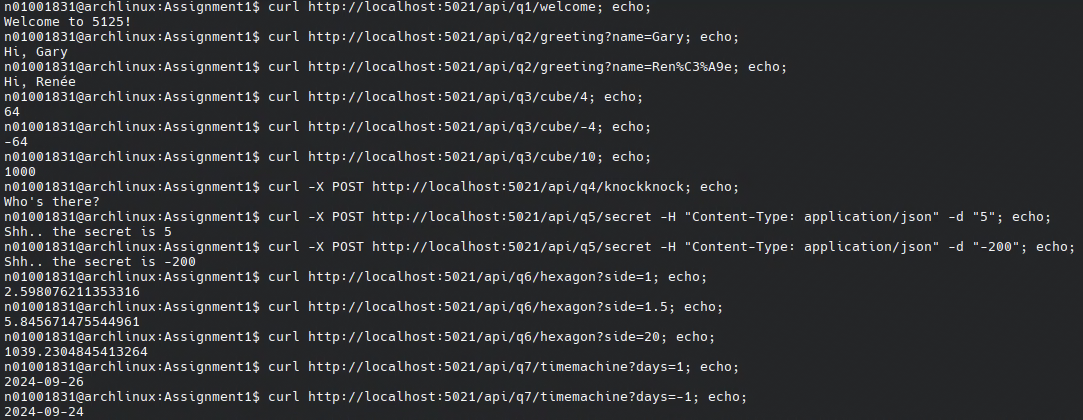 n01001831@archlinux:Assignment1$ curl http://localhost:5021/api/q1/welcome; echo;
Welcome to 5125!
n01001831@archlinux:Assignment1$ curl http://localhost:5021/api/q2/greeting?name=Gary; echo;
Hi, Gary
n01001831@archlinux:Assignment1$ curl http://localhost:5021/api/q2/greeting?name=Ren%C3%A9e; echo;
Hi, Renée
n01001831@archlinux:Assignment1$ curl http://localhost:5021/api/q3/cube/4; echo;
64
n01001831@archlinux:Assignment1$ curl http://localhost:5021/api/q3/cube/-4; echo;
-64
n01001831@archlinux:Assignment1$ curl http://localhost:5021/api/q3/cube/10; echo;
1000
n01001831@archlinux:Assignment1$ curl -X POST http://localhost:5021/api/q4/knockknock; echo;
Who's there?
n01001831@archlinux:Assignment1$ curl -X POST http://localhost:5021/api/q5/secret -H "Content-Type: application/json" -d "5"; echo;
Shh.. the secret is 5
n01001831@archlinux:Assignment1$ curl -X POST http://localhost:5021/api/q5/secret -H "Content-Type: application/json" -d "-200"; echo;
Shh.. the secret is -200
n01001831@archlinux:Assignment1$ curl http://localhost:5021/api/q6/hexagon?side=1; echo;
2.598076211353316
n01001831@archlinux:Assignment1$ curl http://localhost:5021/api/q6/hexagon?side=1.5; echo;
5.845671475544961
n01001831@archlinux:Assignment1$ curl http://localhost:5021/api/q6/hexagon?side=20; echo;
1039.2304845413264
n01001831@archlinux:Assignment1$ curl http://localhost:5021/api/q7/timemachine?days=1; echo;
2024-09-26
n01001831@archlinux:Assignment1$ curl http://localhost:5021/api/q7/timemachine?days=-1; echo;
2024-09-24